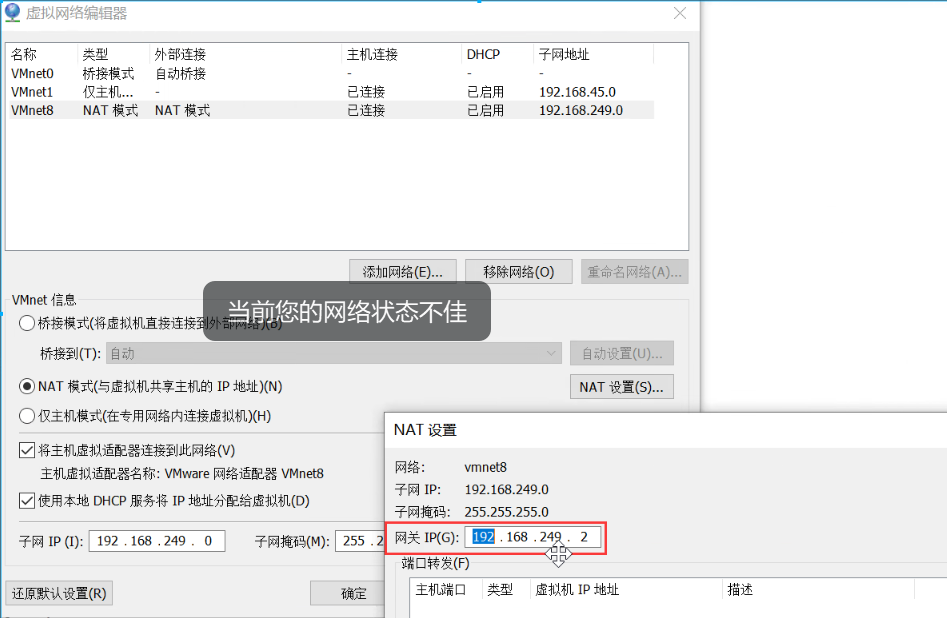 虚拟网络编辑器
名称 类型 外部连接 主机连接 DHCP 子网地址
VMnet0 桥接模式 自动桥接 - - -
VMnet1 仅主机... - 已连接 已启用 192.168.45.0
VMnet8 NAT 模式 NAT 模式 已连接 已启用 192.168.249.0
添加网络(E)... 移除网络(O) 重命名网络(A)...
VMnet 信息
当前您的网络状态不佳
桥接模式(将虚拟机直接连接到外部网络)(B)
桥接到(T): 自动 自动设置(U)...
NAT 模式(与虚拟机共享主机的 IP 地址)(N) NAT 设置(S)...
仅主机模式(在专用网络内连接虚拟机)(H)
将主机虚拟适配器连接到此网络(V)
主机虚拟适配器名称: VMware 网络适配器 VMnet8
使用本地 DHCP 服务将 IP 地址分配给虚拟机(D)
子网 IP (I): 192 . 168 . 249 . 0 子网掩码(M): 255 . 2
还原默认设置(R) 确定
NAT 设置
网络: vmnet8
子网 IP: 192.168.249.0
子网掩码: 255.255.255.0
网关 IP(G): 192 . 168 . 249 . 2
端口转发(F)
主机端口 类型 虚拟机 IP 地址 描述